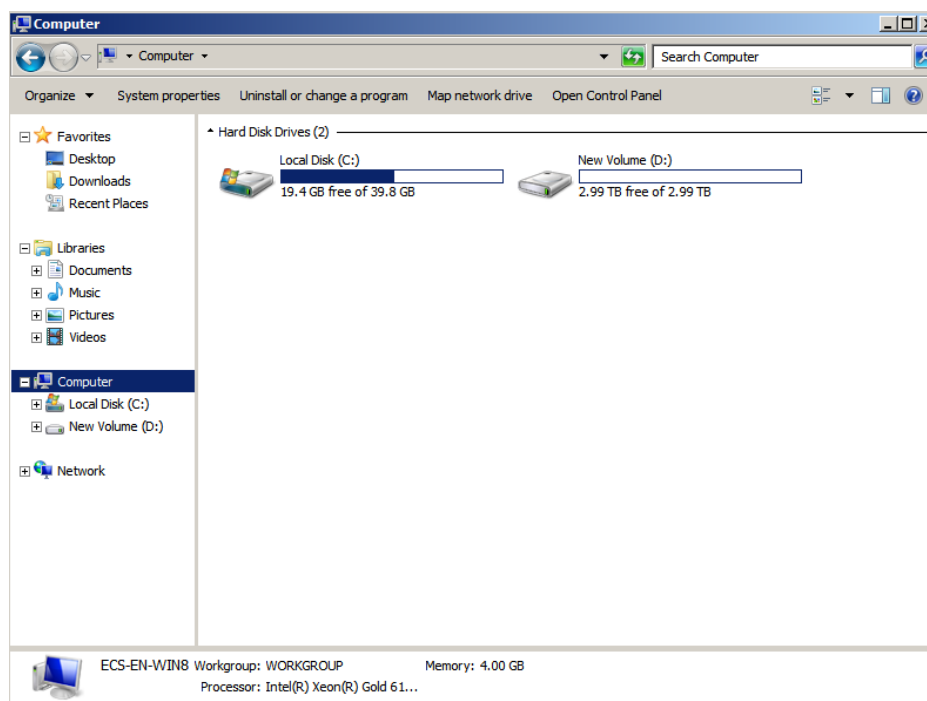 Computer
Computer
Search Computer
Organize System properties Uninstall or change a program Map network drive Open Control Panel
Favorites
Desktop
Downloads
Recent Places
Libraries
Documents
Music
Pictures
Videos
Computer
Local Disk (C:)
New Volume (D:)
Network
Hard Disk Drives (2)
Local Disk (C:)
19.4 GB free of 39.8 GB
New Volume (D:)
2.99 TB free of 2.99 TB
ECS-EN-WIN8 Workgroup: WORKGROUP Memory: 4.00 GB
Processor: Intel(R) Xeon(R) Gold 61...